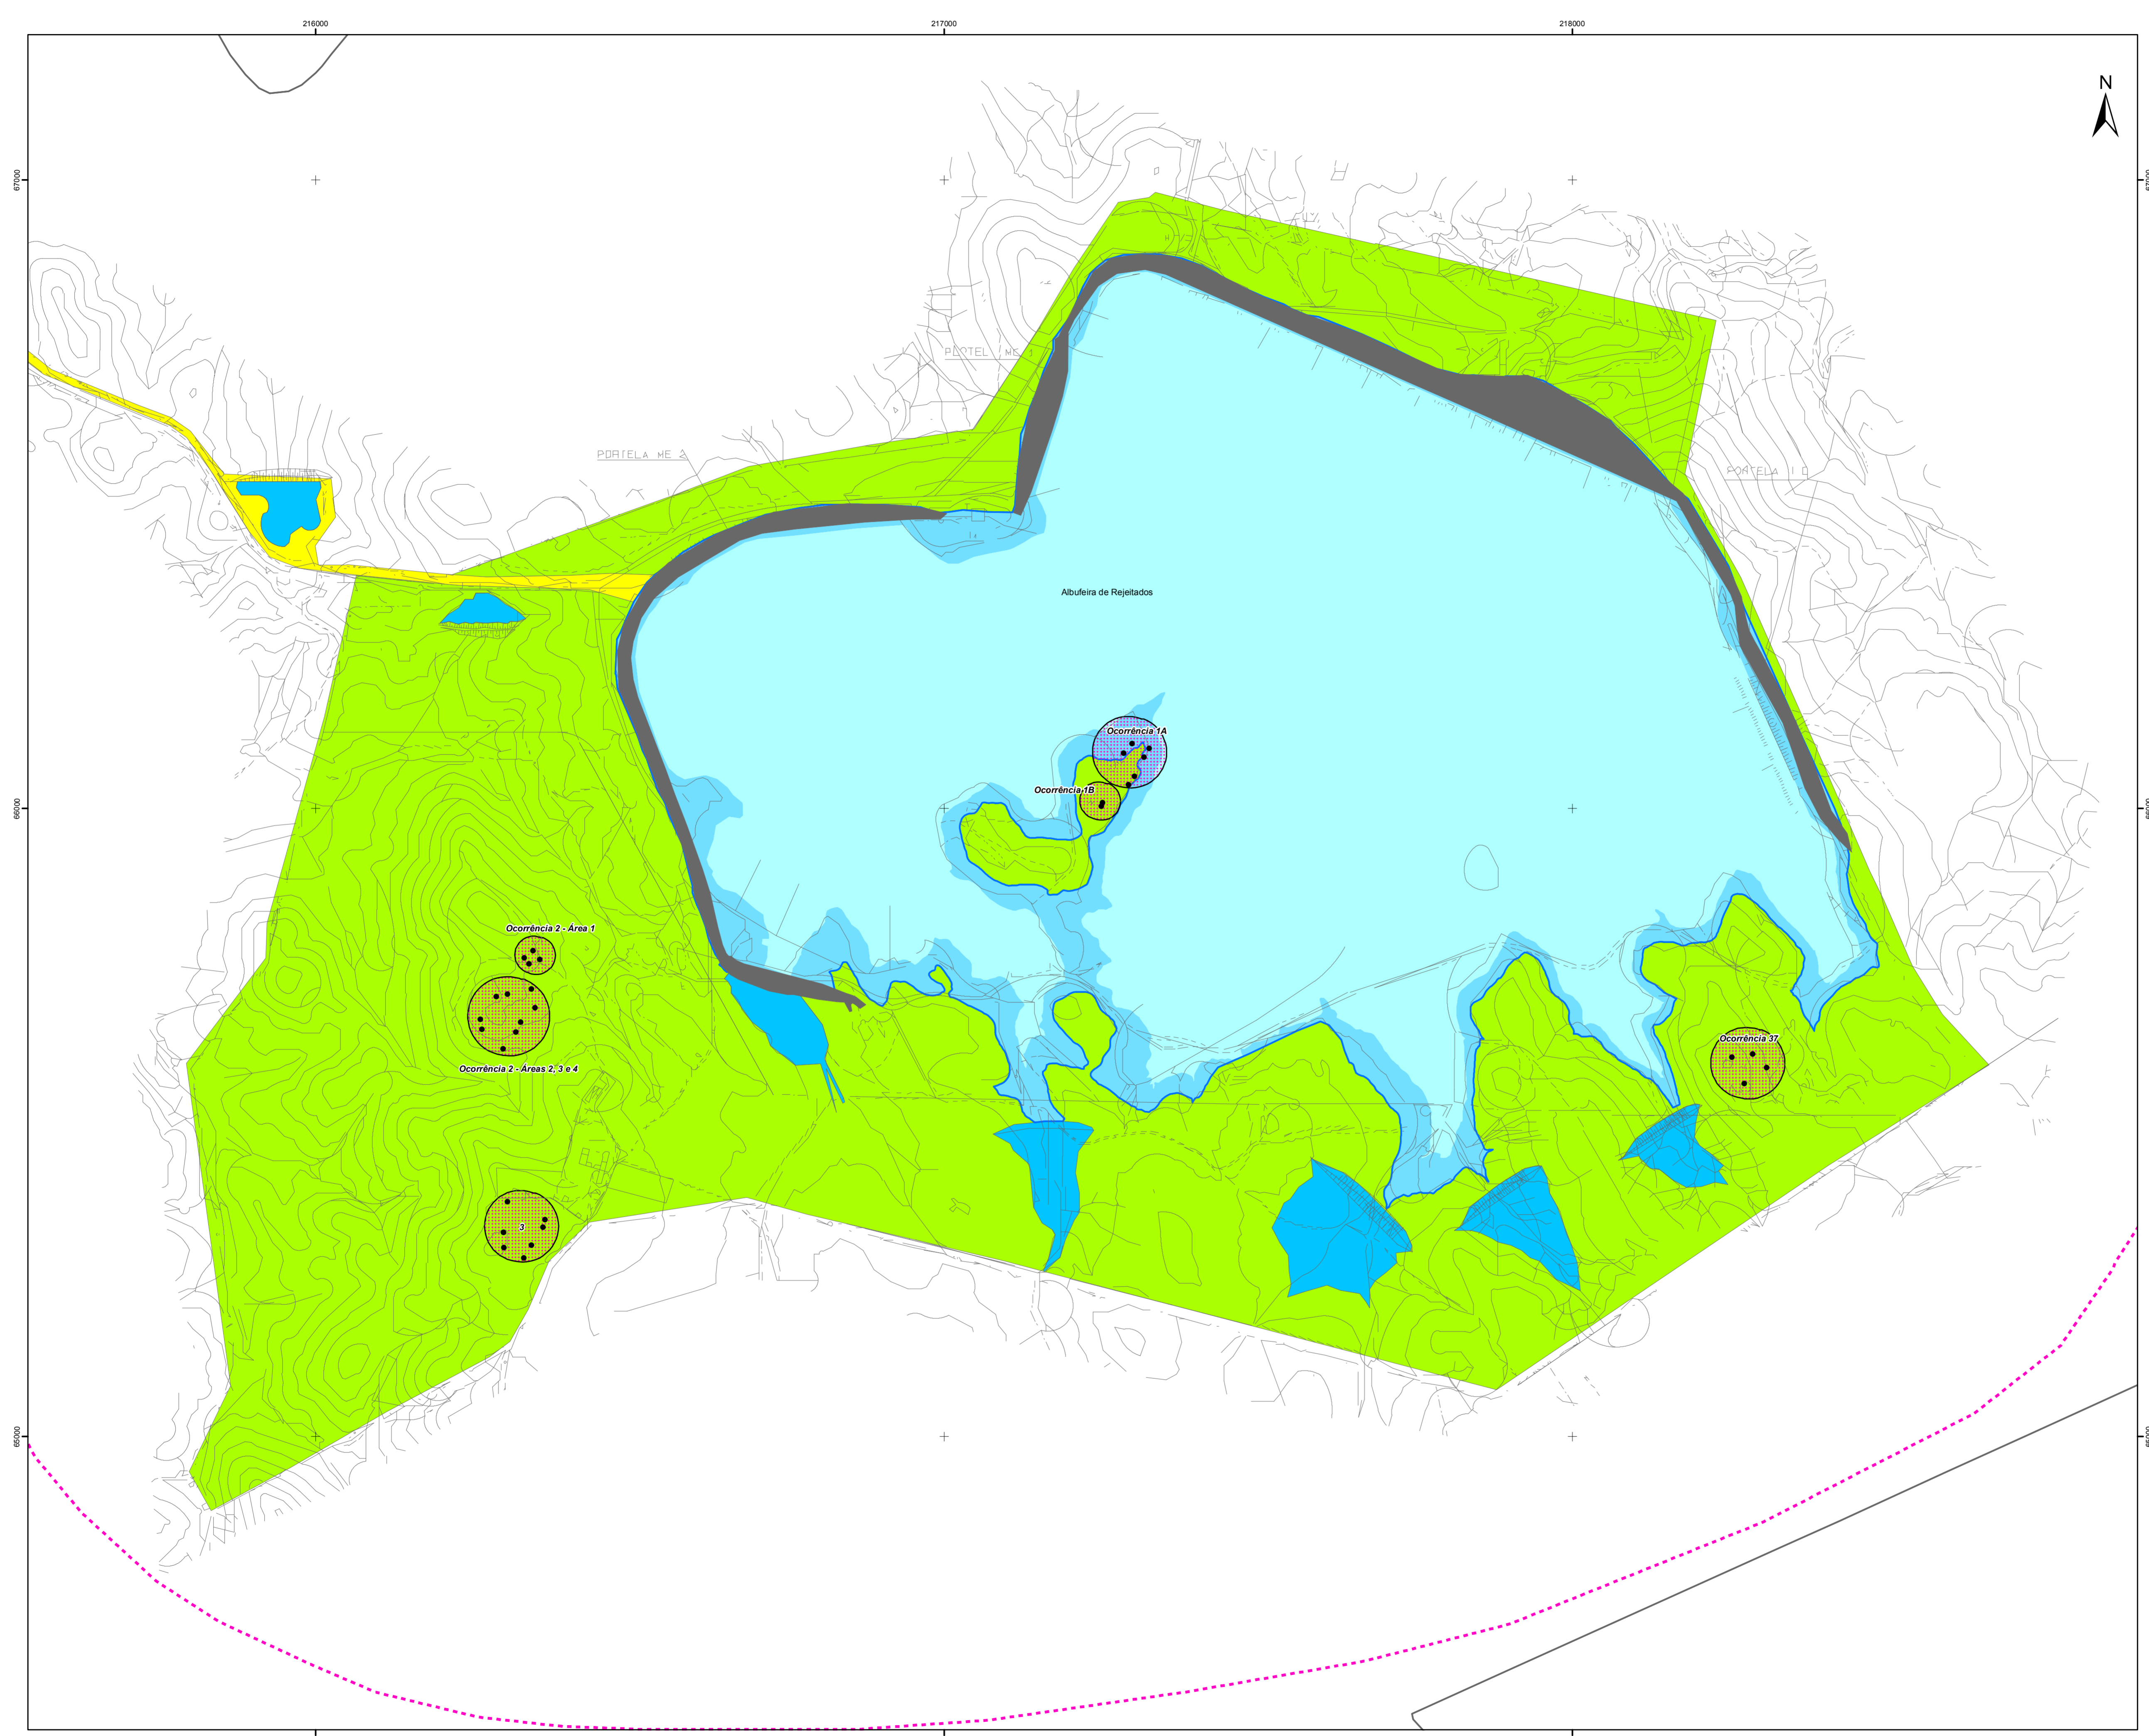 216000
217000
218000
N
67000
PORTELA ME 2
Albufeira de Rejeitados
Ocorrência 1A
Ocorrência 1B
66000
Ocorrência 2 - Área 1
Ocorrência 37
Ocorrência 2 - Áreas 2, 3 e 4
3
65000